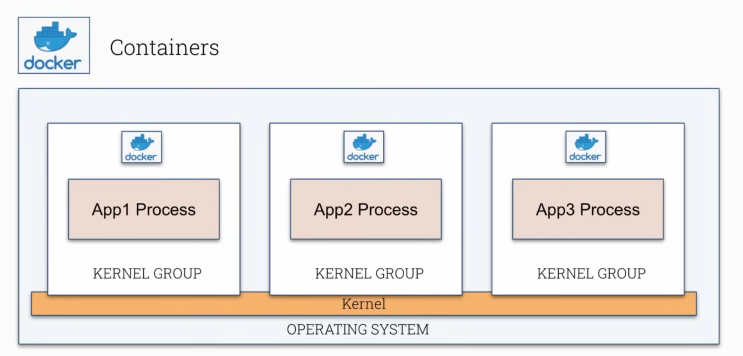 docker
Containers
docker
docker
docker
App1 Process
App2 Process
App3 Process
KERNEL GROUP
KERNEL GROUP
KERNEL GROUP
Kernel
OPERATING SYSTEM